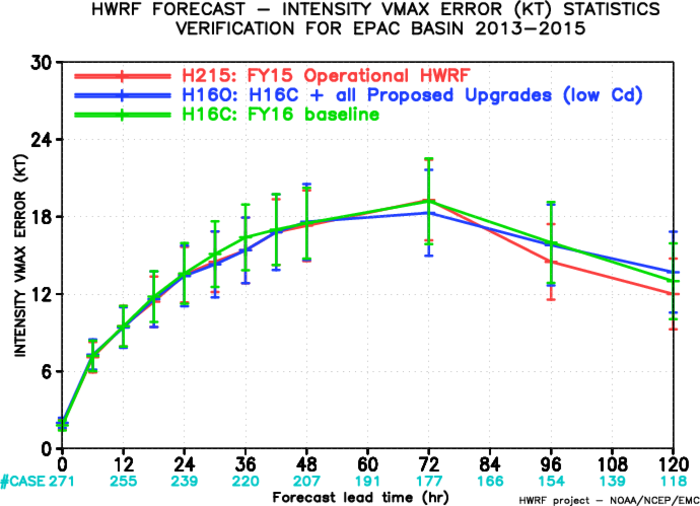 HWRF FORECAST – INTENSITY VMAX ERROR (KT) STATISTICS
VERIFICATION FOR EPAC BASIN 2013–2015
H215: FY15 Operational HWRF
H16O: H16C + all Proposed Upgrades (low Cd)
H16C: FY16 baseline
INTENSITY VMAX ERROR (KT)
30
24
18
12
6
0
0 12 24 36 48 60 72 84 96 108 120
#CASE 271 255 239 220 207 191 177 166 154 139 118
Forecast lead time (hr)
HWRF project – NOAA/NCEP/EMC